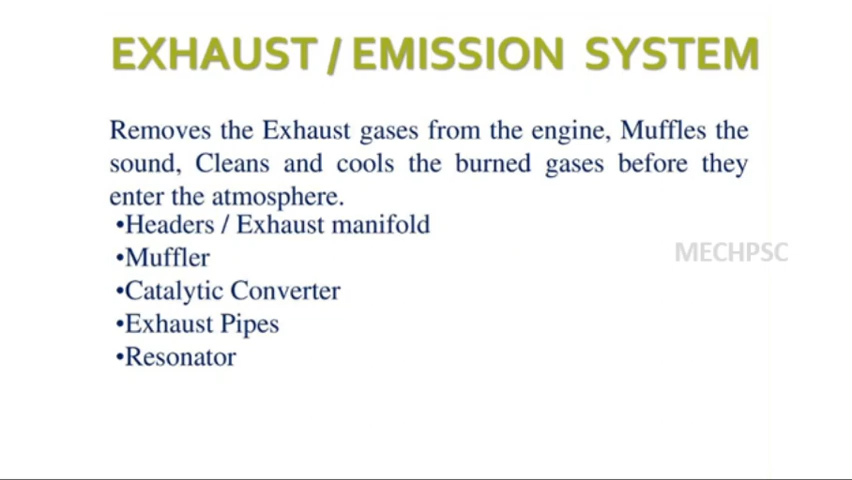 EXHAUST / EMISSION SYSTEM
Removes the Exhaust gases from the engine, Muffles the
sound, Cleans and cools the burned gases before they
enter the atmosphere.
•Headers / Exhaust manifold
MECHPSC
•Muffler
•Catalytic Converter
•Exhaust Pipes
•Resonator